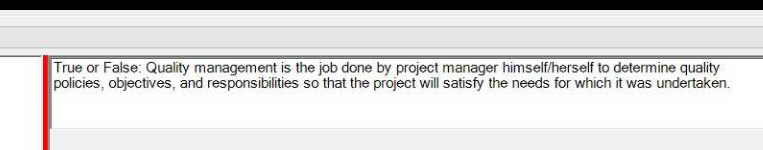 True or False: Quality management is the job done by project manager himself/herself to determine quality
policies, objectives, and responsibilities so that the project will satisfy the needs for which it was undertaken.